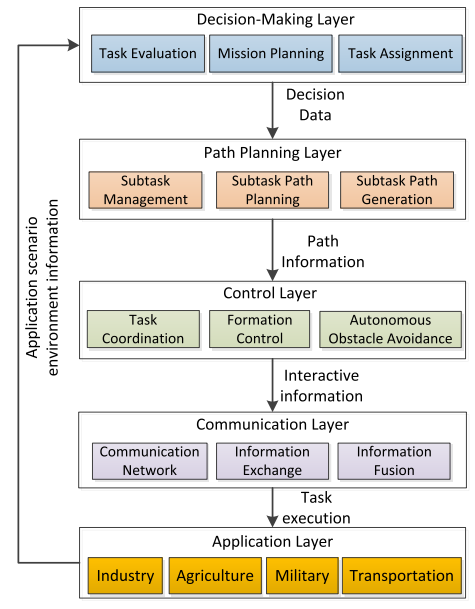 Decision-Making Layer
Task Evaluation
Mission Planning
Task Assignment
Decision
Data
Path Planning Layer
Subtask
Management
Subtask Path
Planning
Subtask Path
Generation
Path
Information
Control Layer
Task
Coordination
Formation
Control
Autonomous
Obstacle Avoidance
Interactive
information
Communication Layer
Communication
Network
Information
Exchange
Information
Fusion
Task
execution
Application Layer
Industry
Agriculture
Military
Transportation
Application scenario
environment information